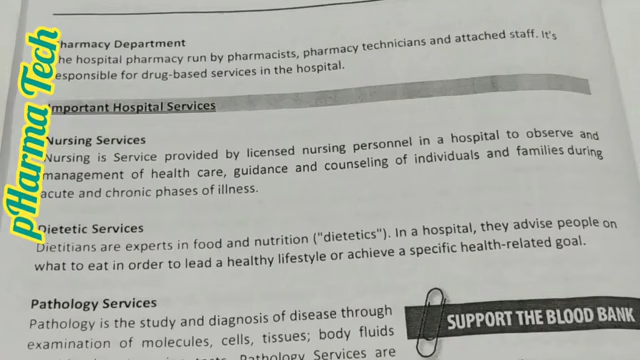 pHarma Tech
Pharmacy Department
The hospital pharmacy run by pharmacists, pharmacy technicians and attached staff. It's
responsible for drug-based services in the hospital.
Important Hospital Services
Nursing Services
Nursing is Service provided by licensed nursing personnel in a hospital to observe and
management of health care, guidance and counseling of individuals and families during
acute and chronic phases of illness.
Dietetic Services
Dietitians are experts in food and nutrition ("dietetics"). In a hospital, they advise people on
what to eat in order to lead a healthy lifestyle or achieve a specific health-related goal.
Pathology Services
Pathology is the study and diagnosis of disease through
examination of molecules, cells, tissues; body fluids
Pathology Services are
SUPPORT THE BLOOD BANK